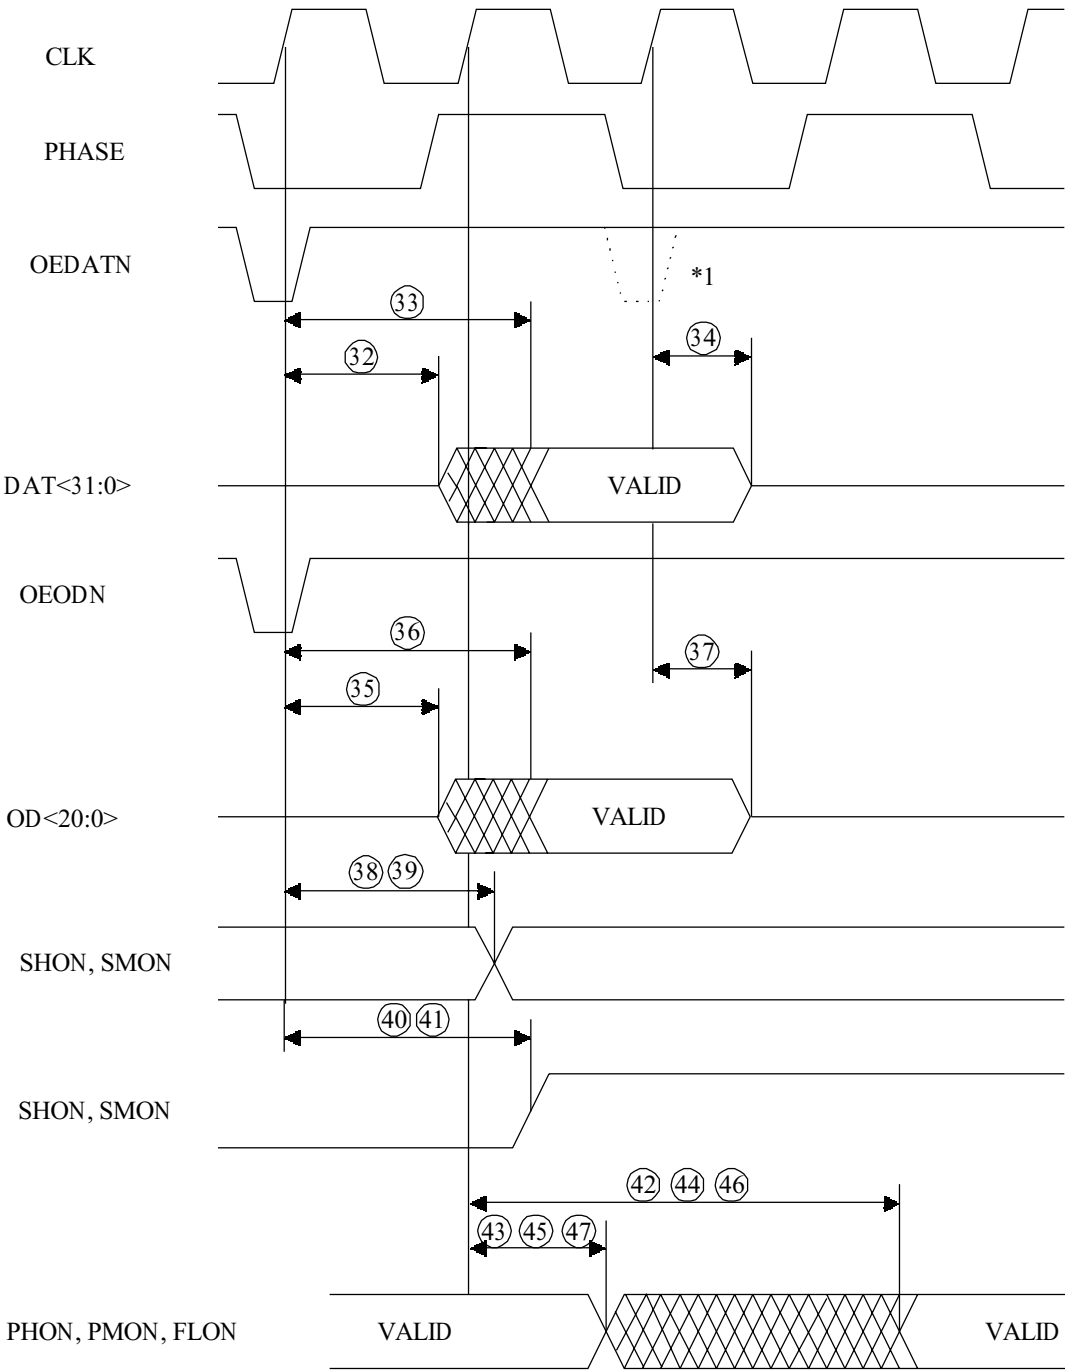 CLK
PHASE
OEDATN
*1
33
34
32
DAT<31:0>
VALID
OEODN
36
37
35
OD<20:0>
VALID
38 39
SHON, SMON
40 41
SHON, SMON
42 44 46
43 45 47
PHON, PMON, FLON VALID VALID